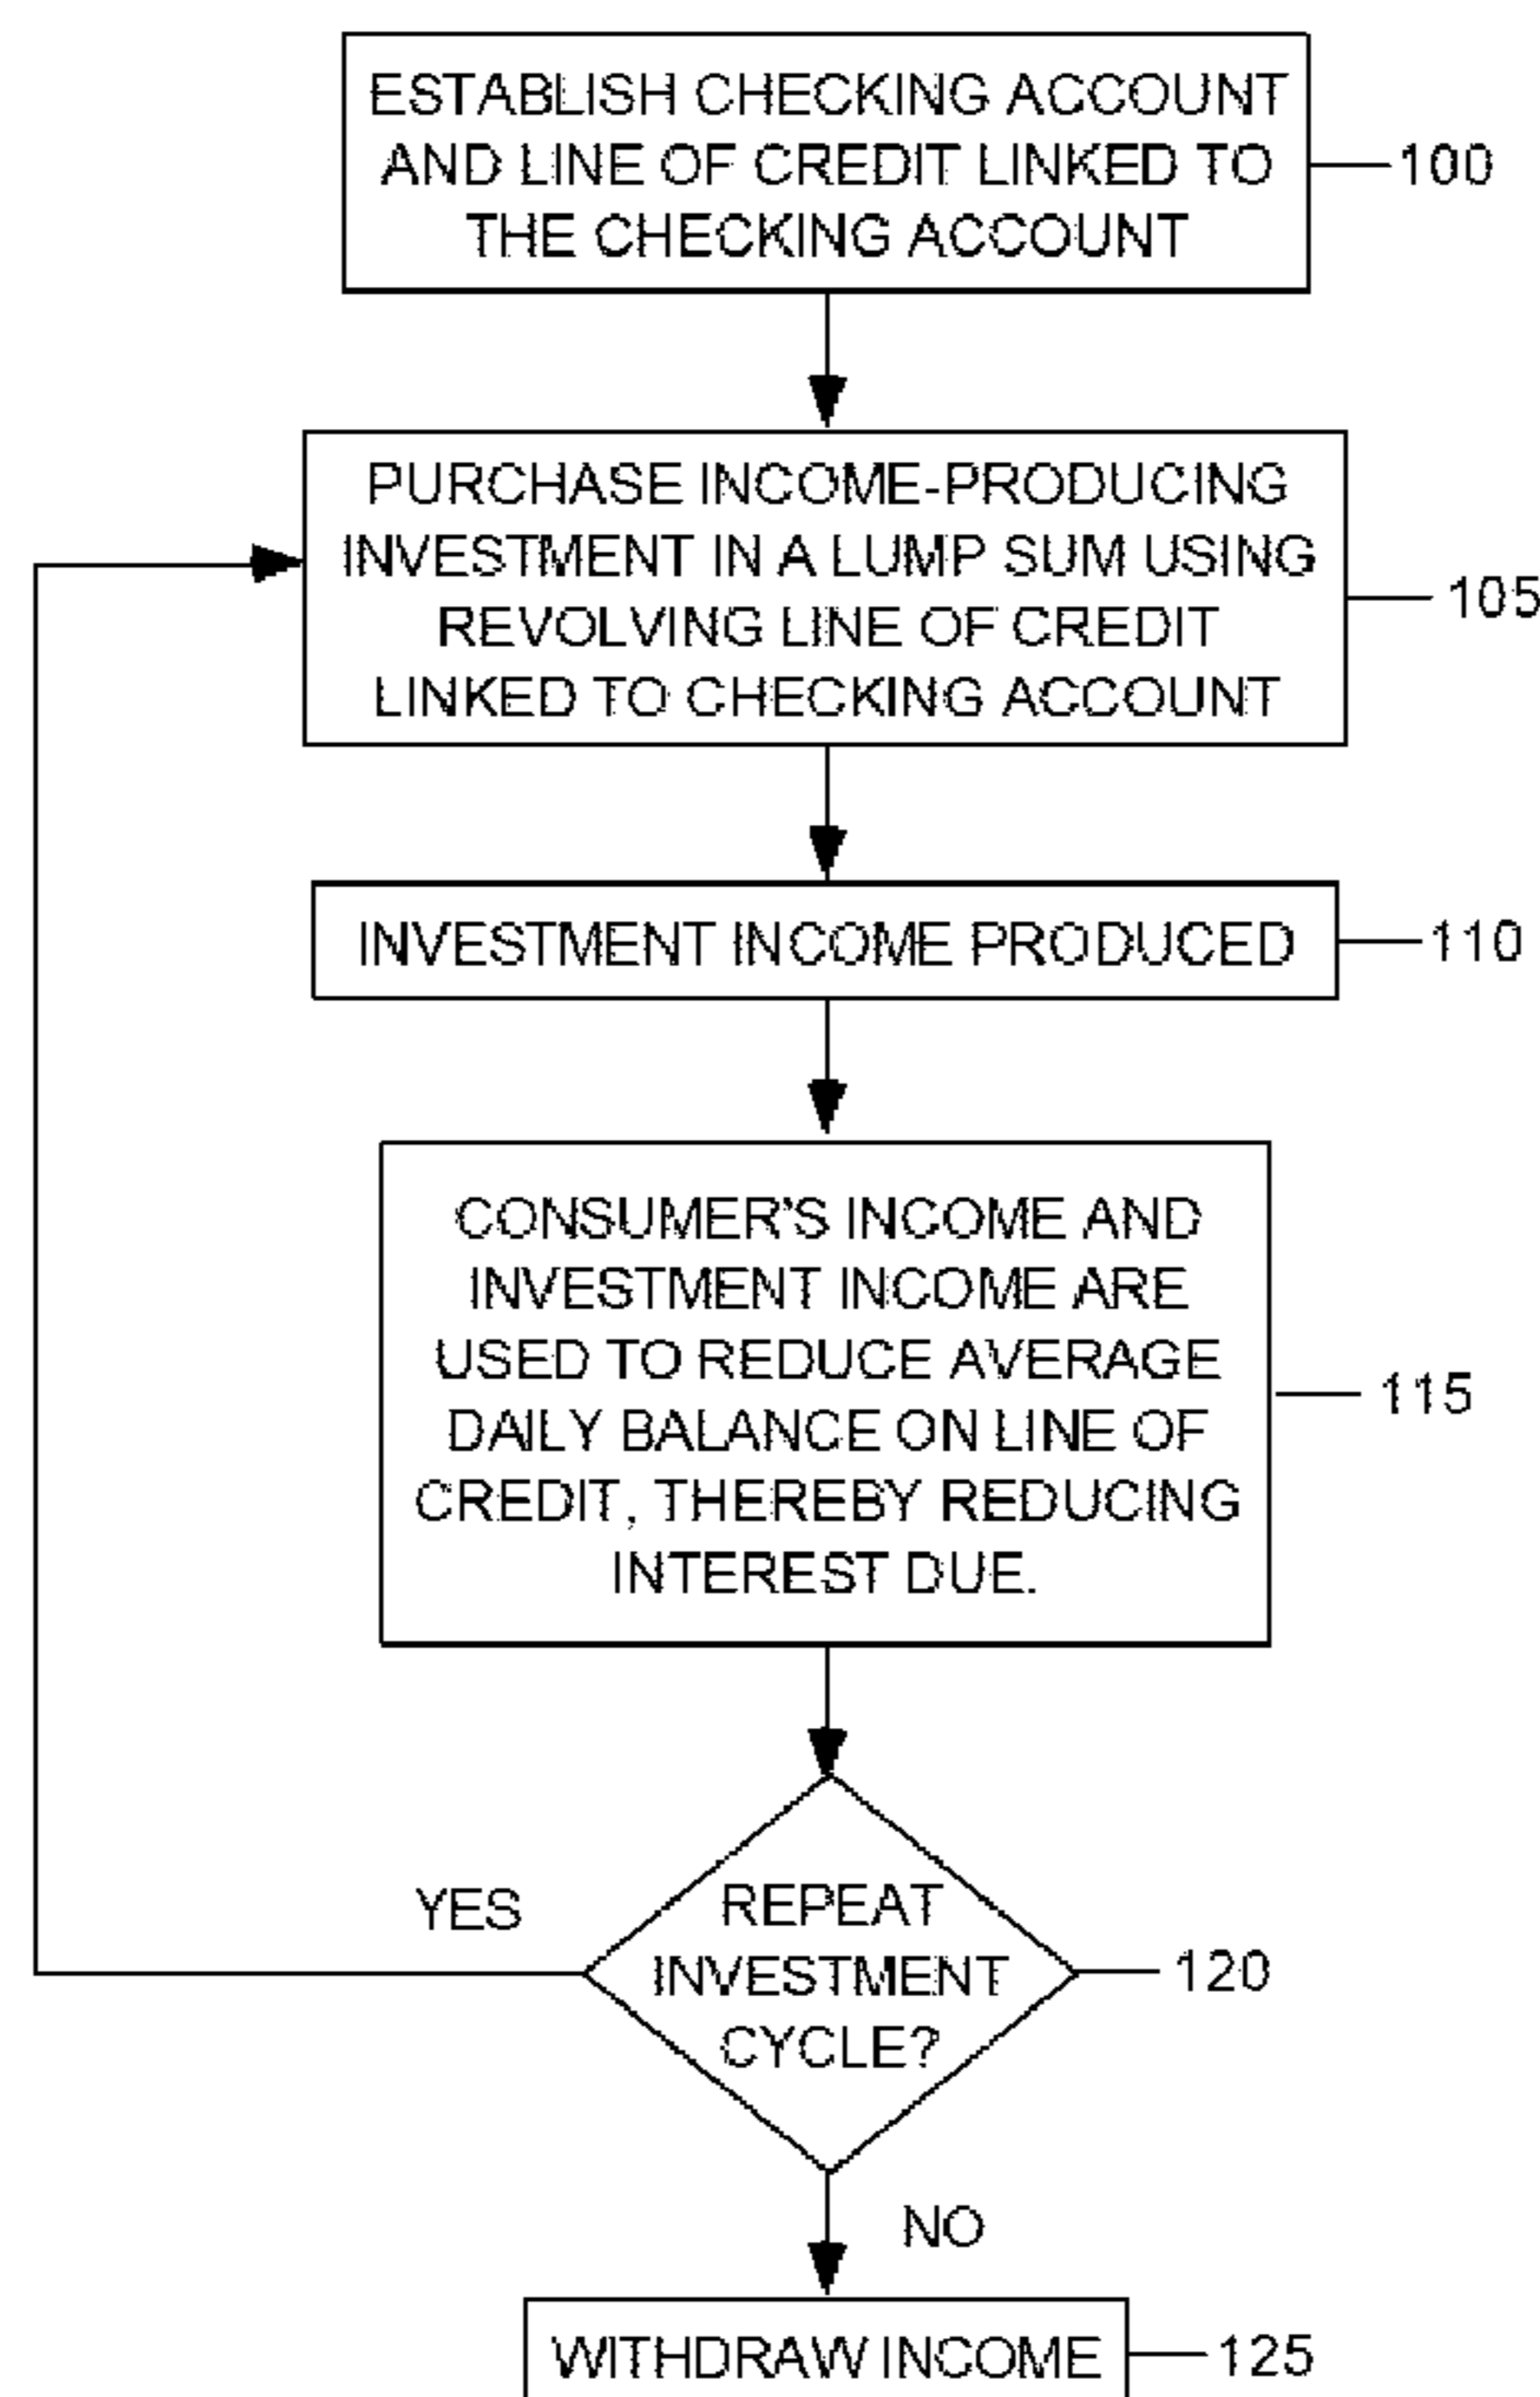 ESTABLISH CHECKING ACCOUNT
AND LINE OF CREDIT LINKED TO
THE CHECKING ACCOUNT
100
PURCHASE INCOME-PRODUCING
INVESTMENT IN A LUMP SUM USING
REVOLVING LINE OF CREDIT
LINKED TO CHECKING ACCOUNT
105
INVESTMENT INCOME PRODUCED
110
CONSUMER'S INCOME AND
INVESTMENT INCOME ARE
USED TO REDUCE AVERAGE
DAILY BALANCE ON LINE OF
CREDIT, THEREBY REDUCING
INTEREST DUE.
115
YES
REPEAT
INVESTMENT
CYCLE?
120
NO
WITHDRAW INCOME
125